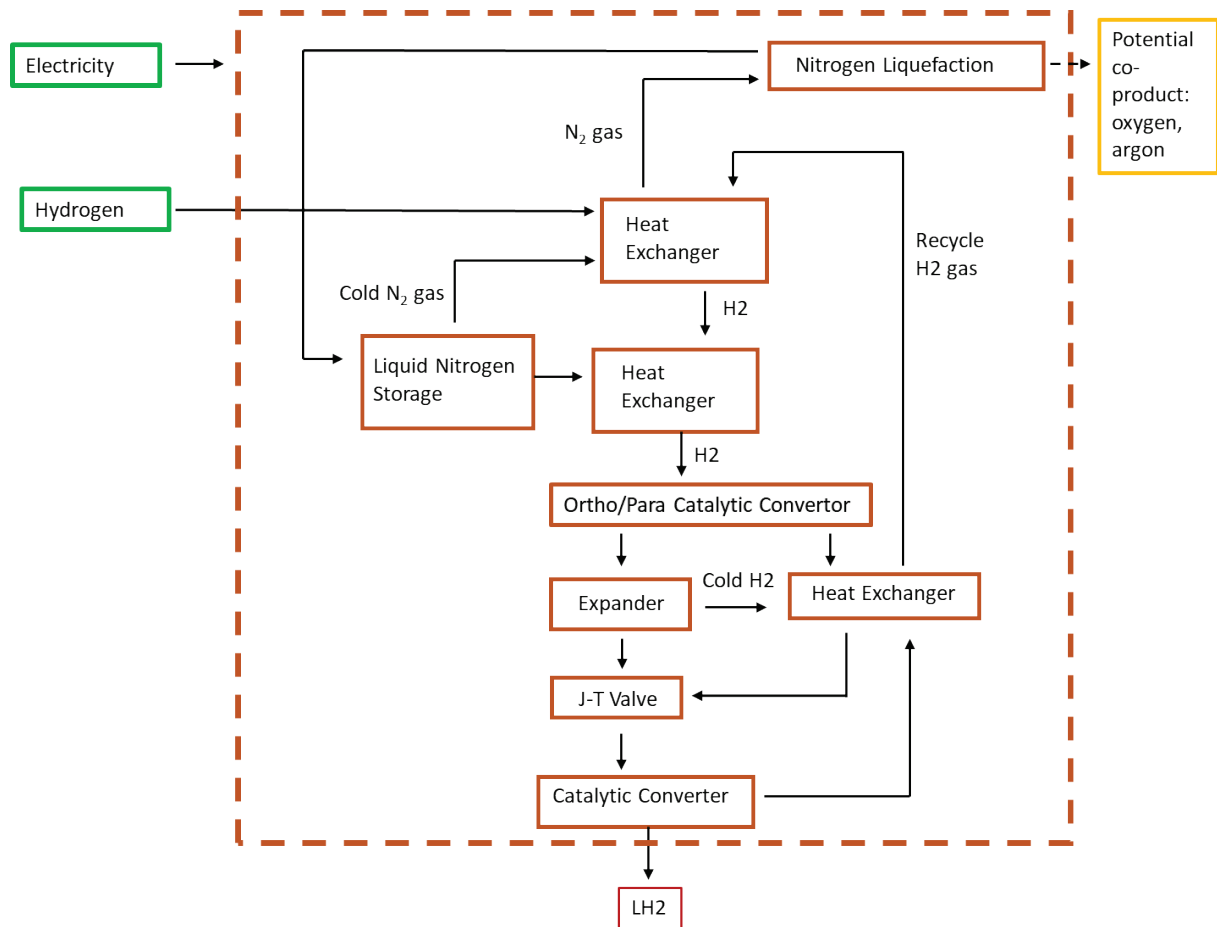 Electricity
Nitrogen Liquefaction
Potential
co-
product:
oxygen,
argon
N₂ gas
Hydrogen
Heat
Exchanger
Recycle
H2 gas
Cold N₂ gas
H2
Liquid Nitrogen
Storage
Heat
Exchanger
H2
Ortho/Para Catalytic Convertor
Cold H2
Expander
Heat Exchanger
J-T Valve
Catalytic Converter
LH2